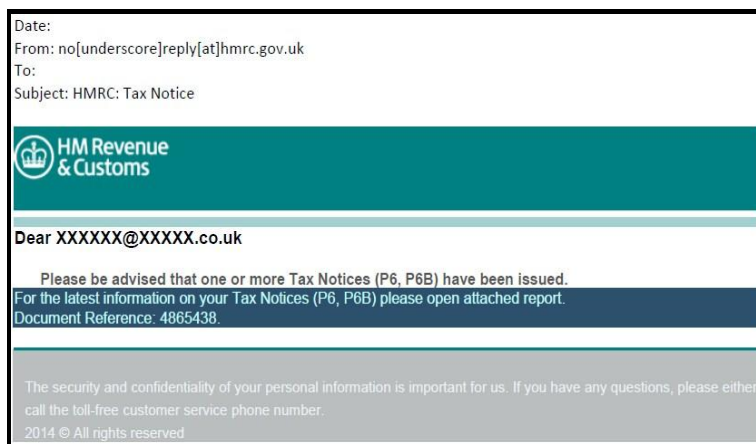 Date:
From: no[underscore]reply[at]hmrc.gov.uk
To:
Subject: HMRC: Tax Notice
HM Revenue
& Customs
Dear XXXXXX@XXXXX.co.uk
Please be advised that one or more Tax Notices (P6, P6B) have been issued.
For the latest information on your Tax Notices (P6, P6B) please open attached report.
Document Reference: 4865438.
The security and confidentiality of your personal information is important for us. If you have any questions, please either
call the toll-free customer service phone number.
2014 © All rights reserved